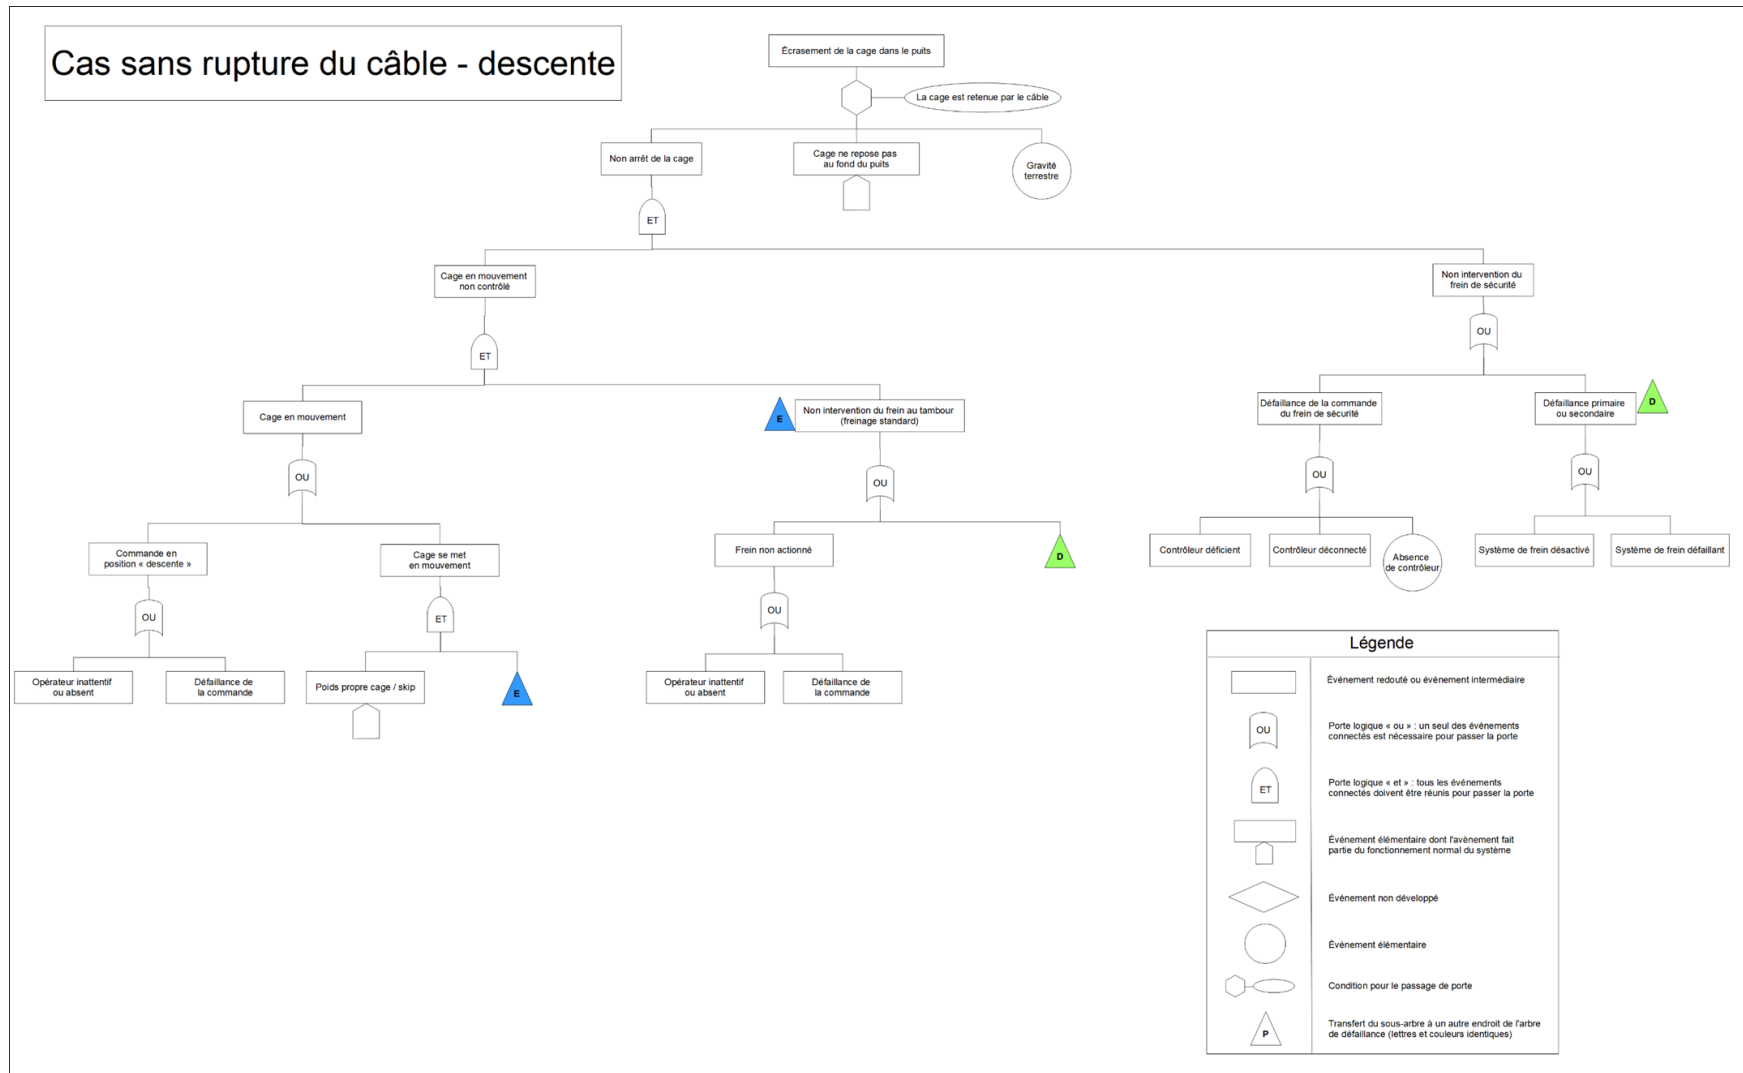 Cas sans rupture du câble - descente
Écrasement de la cage dans le puits
La cage est retenue par le câble
Non arrêt de la cage
Cage ne repose pas
au fond du puits
Gravité
terrestre
ET
Cage en mouvement
non contrôlé
Non intervention du
frein de sécurité
ET
OU
Cage en mouvement
E
Non intervention du frein au tambour
(freinage standard)
Défaillance de la commande
du frein de sécurité
Défaillance primaire
ou secondaire
D
OU
OU
OU
OU
Commande en
position « descente »
Cage se met
en mouvement
Frein non actionné
D
Contrôleur déficient
Contrôleur déconnecté
Absence
de contrôleur
Système de frein désactivé
Système de frein défaillant
OU
ET
OU
Opérateur inattentif
ou absent
Défaillance de
la commande
Poids propre cage / skip
E
Opérateur inattentif
ou absent
Défaillance de
la commande
Légende
Événement redouté ou événement intermédiaire
OU
Porte logique « ou » : un seul des événements
connectés est nécessaire pour passer la porte
ET
Porte logique « et » : tous les événements
connectés doivent être réunis pour passer la porte
Événement élémentaire dont l'avènement fait
partie du fonctionnement normal du système
Événement non développé
Événement élémentaire
Condition pour le passage de porte
P
Transfert du sous-arbre à un autre endroit de l'arbre
de défaillance (lettres et couleurs identiques)